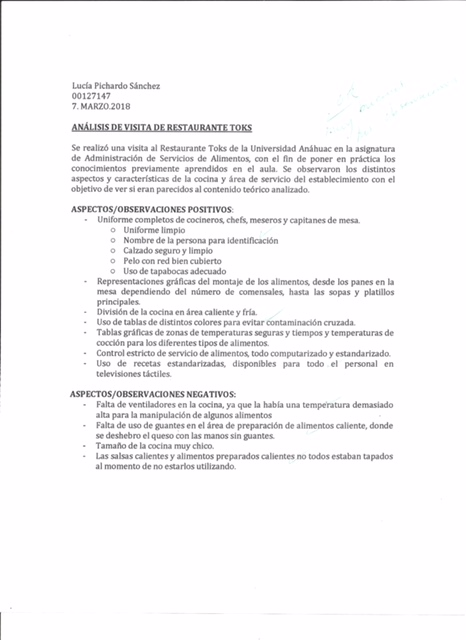 Lucía Pichardo Sánchez
00127147
7. MARZO.2018
ANÁLISIS DE VISITA DE RESTAURANTE TOKS
Se realizó una visita al Restaurante Toks de la Universidad Anáhuac en la asignatura
de Administración de Servicios de Alimentos, con el fin de poner en práctica los
conocimientos previamente aprendidos en el aula. Se observaron los distintos
aspectos y características de la cocina y área de servicio del establecimiento con el
objetivo de ver si eran parecidos al contenido teórico analizado.
ASPECTOS/OBSERVACIONES POSITIVOS:
- Uniforme completos de cocineros, chefs, meseros y capitanes de mesa.
o Uniforme limpio
o Nombre de la persona para identificación
o Calzado seguro y limpio
o Pelo con red bien cubierto
o Uso de tapabocas adecuado
- Representaciones gráficas del montaje de los alimentos, desde los panes en la
mesa dependiendo del número de comensales, hasta las sopas y platillos
principales.
- División de la cocina en área caliente y fría.
- Uso de tablas de distintos colores para evitar contaminación cruzada.
- Tablas gráficas de zonas de temperaturas seguras y tiempos y temperaturas de
cocción para los diferentes tipos de alimentos.
- Control estricto de servicio de alimentos, todo computarizado y estandarizado.
- Uso de recetas estandarizadas, disponibles para todo el personal en
televisiones táctiles.
ASPECTOS/OBSERVACIONES NEGATIVOS:
- Falta de ventiladores en la cocina, ya que la había una temperatura demasiado
alta para la manipulación de algunos alimentos
- Falta de uso de guantes en el área de preparación de alimentos caliente, donde
se deshebro el queso con las manos sin guantes.
- Tamaño de la cocina muy chico.
- Las salsas calientes y alimentos preparados calientes no todos estaban tapados
al momento de no estarlos utilizando.